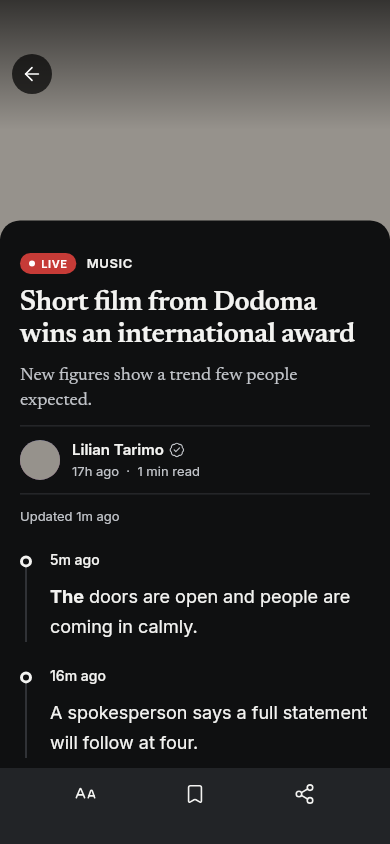 LIVE MUSIC
Short film from Dodoma
wins an international award
New figures show a trend few people
expected.
Lilian Tarimo
17h ago · 1 min read
Updated 1m ago
5m ago
The doors are open and people are
coming in calmly.
16m ago
A spokesperson says a full statement
will follow at four.
AA